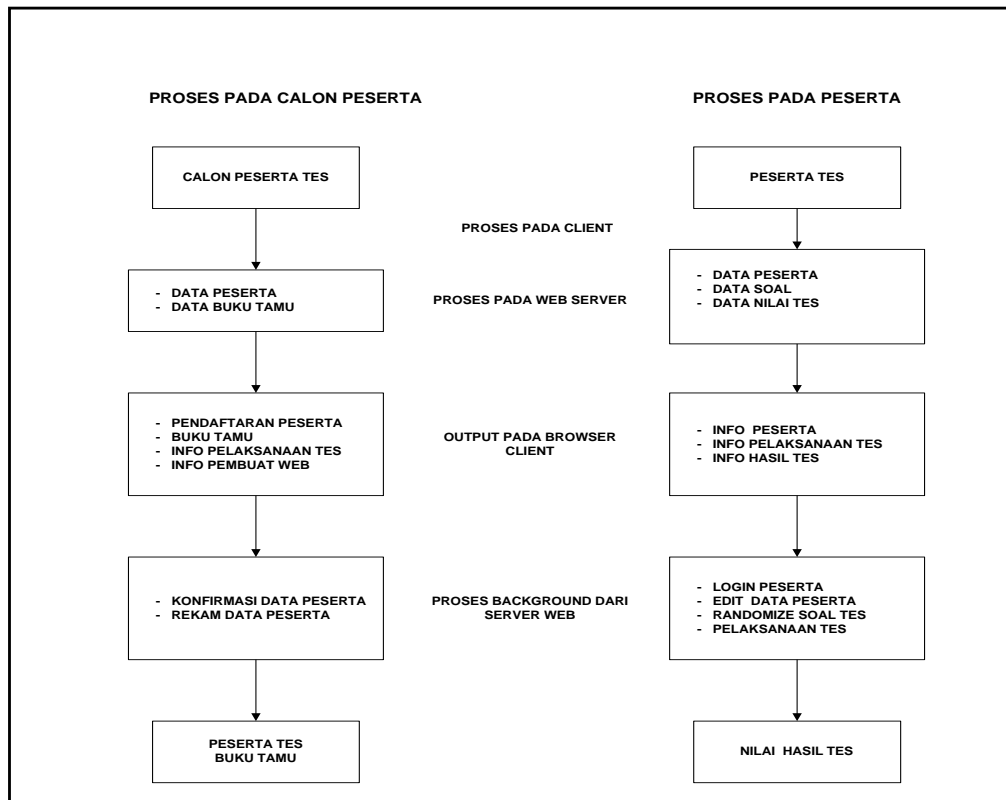 PROSES PADA CALON PESERTA
PROSES PADA PESERTA
CALON PESERTA TES
PESERTA TES
PROSES PADA CLIENT
- DATA PESERTA
- DATA BUKU TAMU
PROSES PADA WEB SERVER
- DATA PESERTA
- DATA SOAL
- DATA NILAI TES
- PENDAFTARAN PESERTA
- BUKU TAMU
- INFO PELAKSANAAN TES
- INFO PEMBUAT WEB
OUTPUT PADA BROWSER
CLIENT
- INFO PESERTA
- INFO PELAKSANAAN TES
- INFO HASIL TES
- KONFIRMASI DATA PESERTA
- REKAM DATA PESERTA
PROSES BACKGROUND DARI
SERVER WEB
- LOGIN PESERTA
- EDIT DATA PESERTA
- RANDOMIZE SOAL TES
- PELAKSANAAN TES
PESERTA TES
BUKU TAMU
NILAI HASIL TES